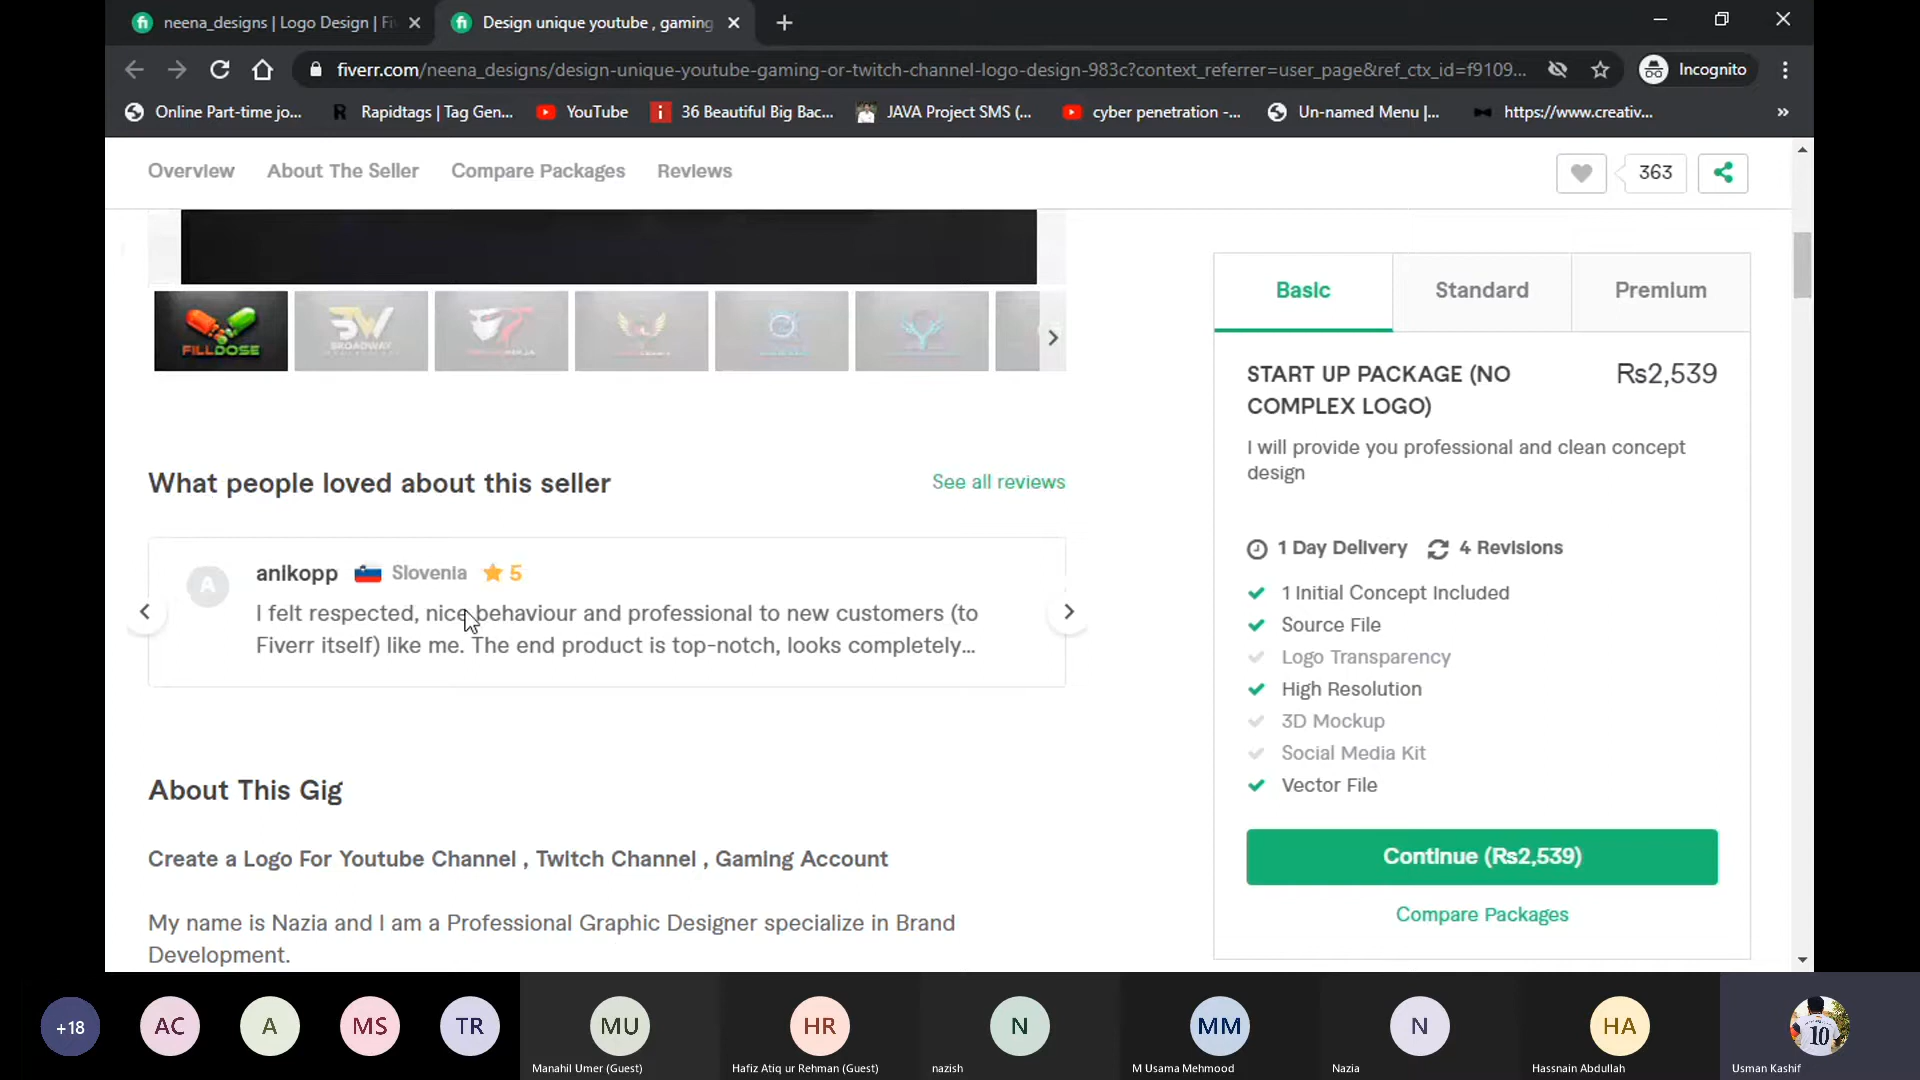 neena_designs | Logo Design | Fi
Design unique youtube , gaming
fiverr.com/neena_designs/design-unique-youtube-gaming-or-twitch-channel-logo-design-983c?context_referrer=user_page&ref_ctx_id=f9109...
Incognito
Online Part-time jo...
Rapidtags | Tag Gen...
YouTube
36 Beautiful Big Bac...
JAVA Project SMS (...
cyber penetration -...
Un-named Menu |...
https://www.creativ...
Overview
About The Seller
Compare Packages
Reviews
363
FILLDOSE
BROADWAY
Basic
Standard
Premium
START UP PACKAGE (NO
COMPLEX LOGO)
Rs2,539
I will provide you professional and clean concept
design
What people loved about this seller
See all reviews
1 Day Delivery
4 Revisions
A
anikopp
Slovenia
5
I felt respected, nice behaviour and professional to new customers (to
Fiverr itself) like me. The end product is top-notch, looks completely...
1 Initial Concept Included
Source File
Logo Transparency
High Resolution
3D Mockup
Social Media Kit
Vector File
About This Gig
Continue (Rs2,539)
Create a Logo For Youtube Channel , Twitch Channel , Gaming Account
Compare Packages
My name is Nazia and I am a Professional Graphic Designer specialize in Brand
Development.
+18
AC
A
MS
TR
MU
HR
N
MM
N
HA
10
Manahil Umer (Guest)
Hafiz Atiq ur Rehman (Guest)
nazish
M Usama Mehmood
Nazia
Hassnain Abdullah
Usman Kashif